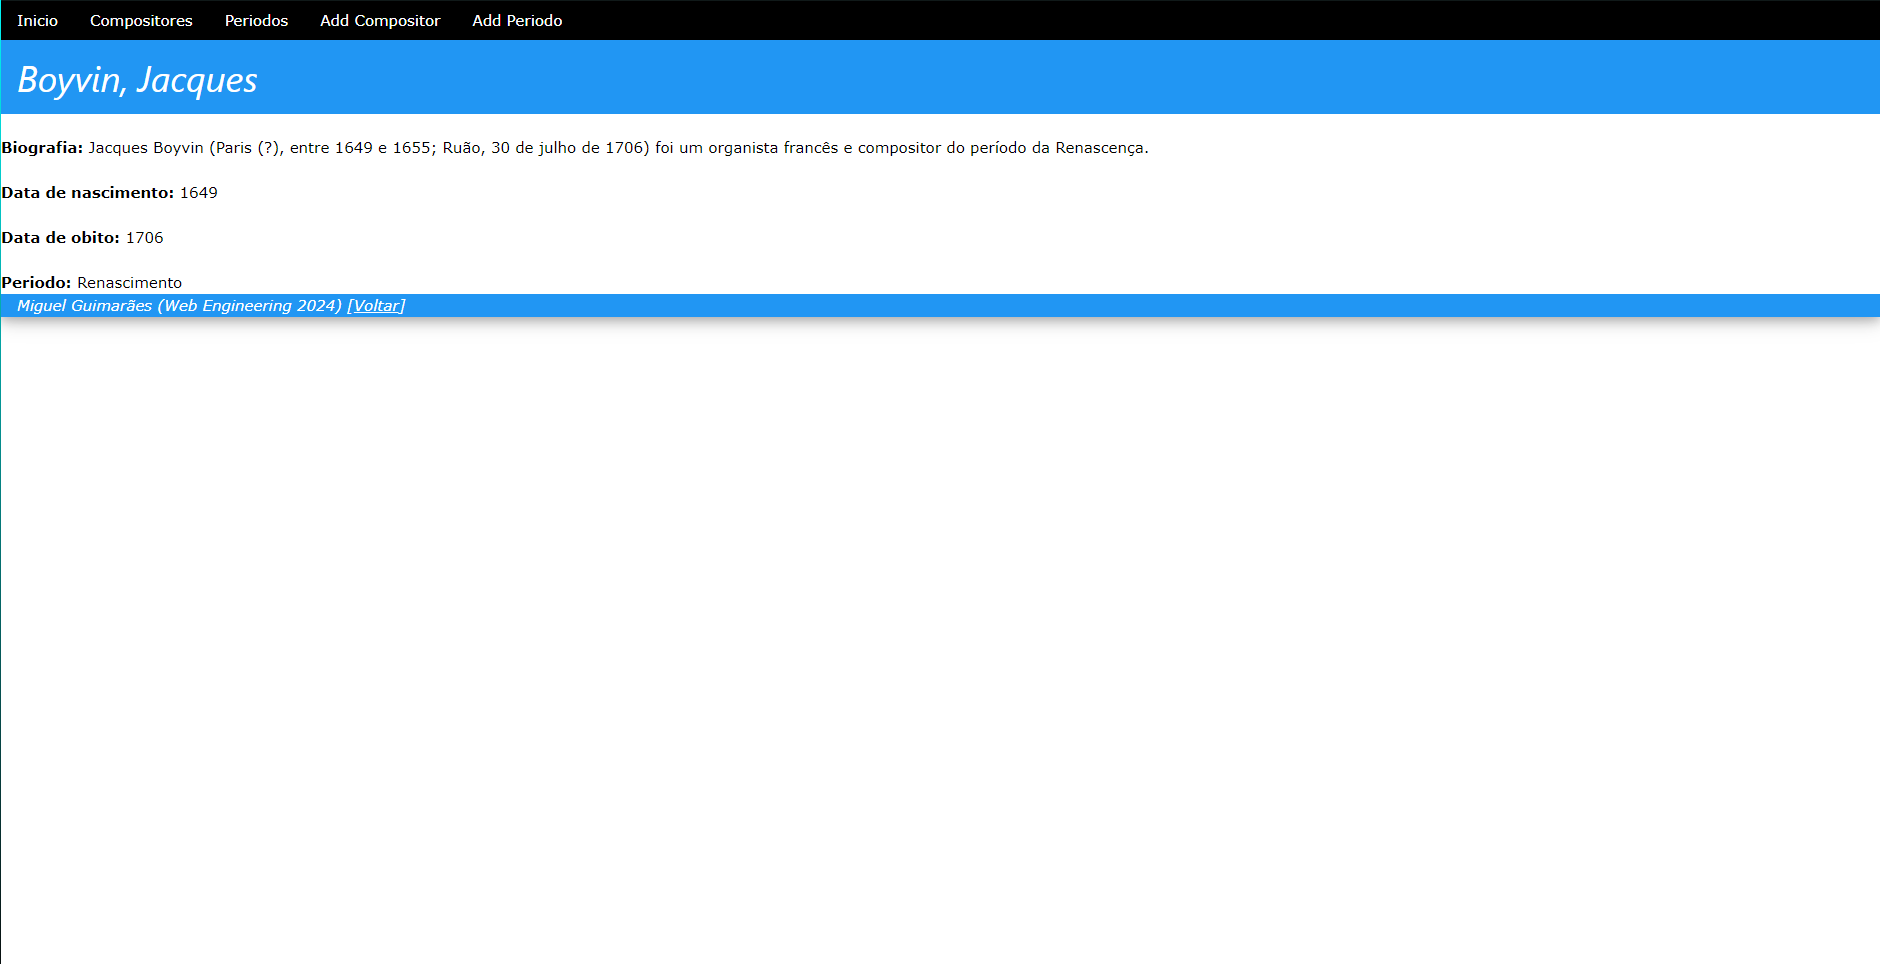 Inicio Compositores Periodos Add Compositor Add Periodo
Boyvin, Jacques
Biografia: Jacques Boyvin (Paris (?), entre 1649 e 1655; Ruão, 30 de julho de 1706) foi um organista francês e compositor do período da Renascença.
Data de nascimento: 1649
Data de obito: 1706
Periodo: Renascimento
Miguel Guimarães (Web Engineering 2024) [Voltar]